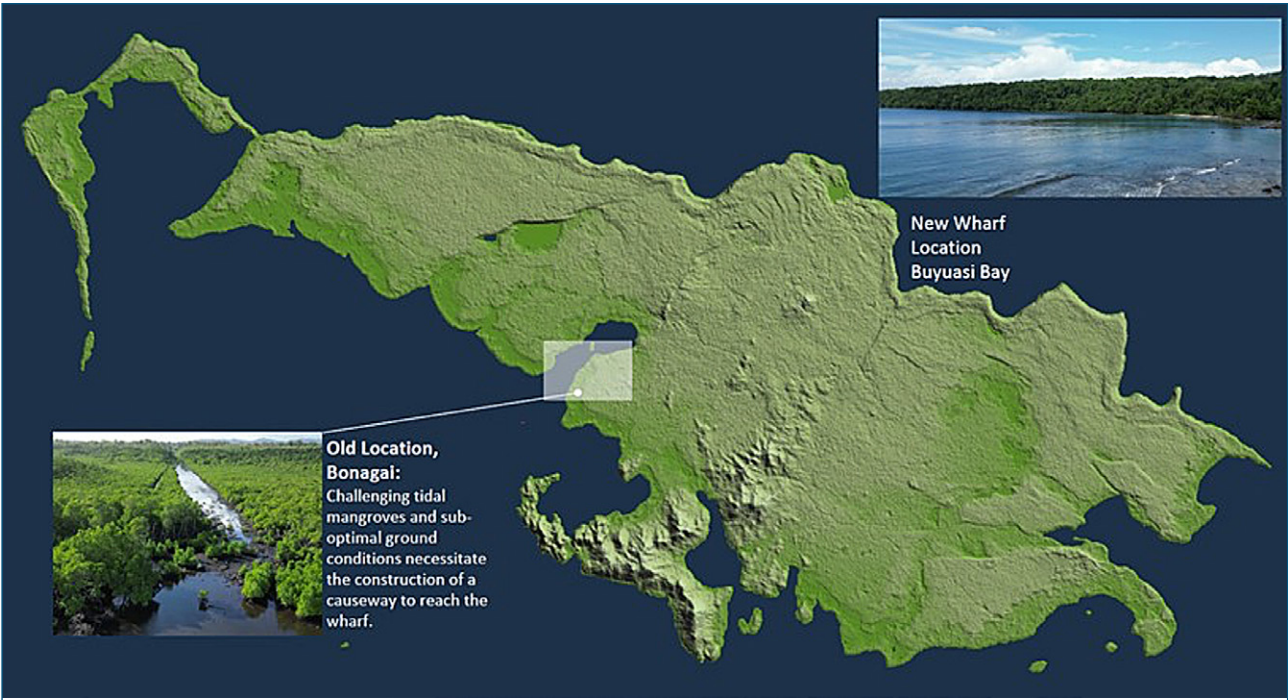 New Wharf
Location
Buyuasi Bay
Old Location,
Bonagai:
Challenging tidal
mangroves and sub-
optimal ground
conditions necessitate
the construction of a
causeway to reach the
wharf.